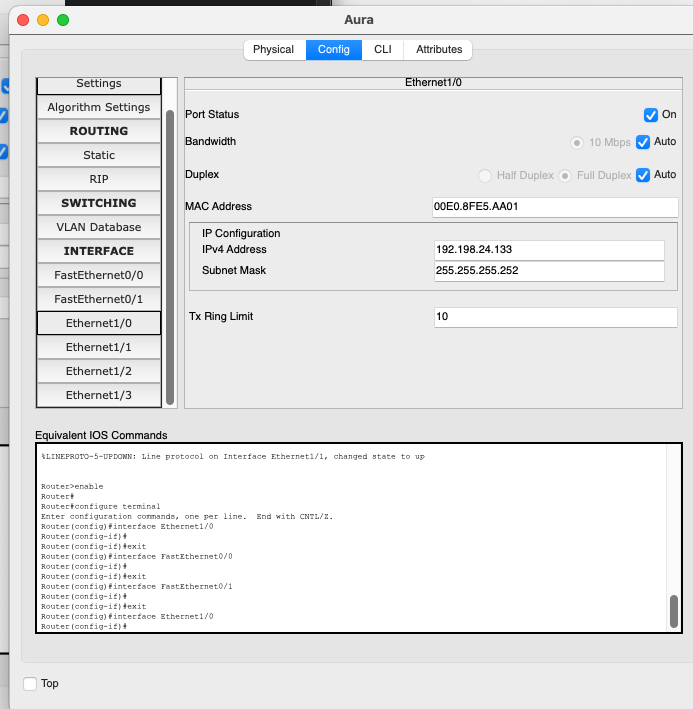 Aura
Physical Config CLI Attributes
Settings
Algorithm Settings
ROUTING
Static
RIP
SWITCHING
VLAN Database
INTERFACE
FastEthernet0/0
FastEthernet0/1
Ethernet1/0
Ethernet1/1
Ethernet1/2
Ethernet1/3
Ethernet1/0
Port Status On
Bandwidth 10 Mbps Auto
Duplex Half Duplex Full Duplex Auto
MAC Address 00E0.8FE5.AA01
IP Configuration
IPv4 Address 192.198.24.133
Subnet Mask 255.255.255.252
Tx Ring Limit 10
Equivalent IOS Commands
%LINEPROTO-5-UPDOWN: Line protocol on Interface Ethernet1/1, changed state to up
Router>enable
Router#
Router#configure terminal
Enter configuration commands, one per line. End with CNTL/Z.
Router(config)#interface Ethernet1/0
Router(config-if)#
Router(config-if)#exit
Router(config)#interface FastEthernet0/0
Router(config-if)#
Router(config-if)#exit
Router(config)#interface FastEthernet0/1
Router(config-if)#
Router(config-if)#exit
Router(config)#interface Ethernet1/0
Router(config-if)#
Top